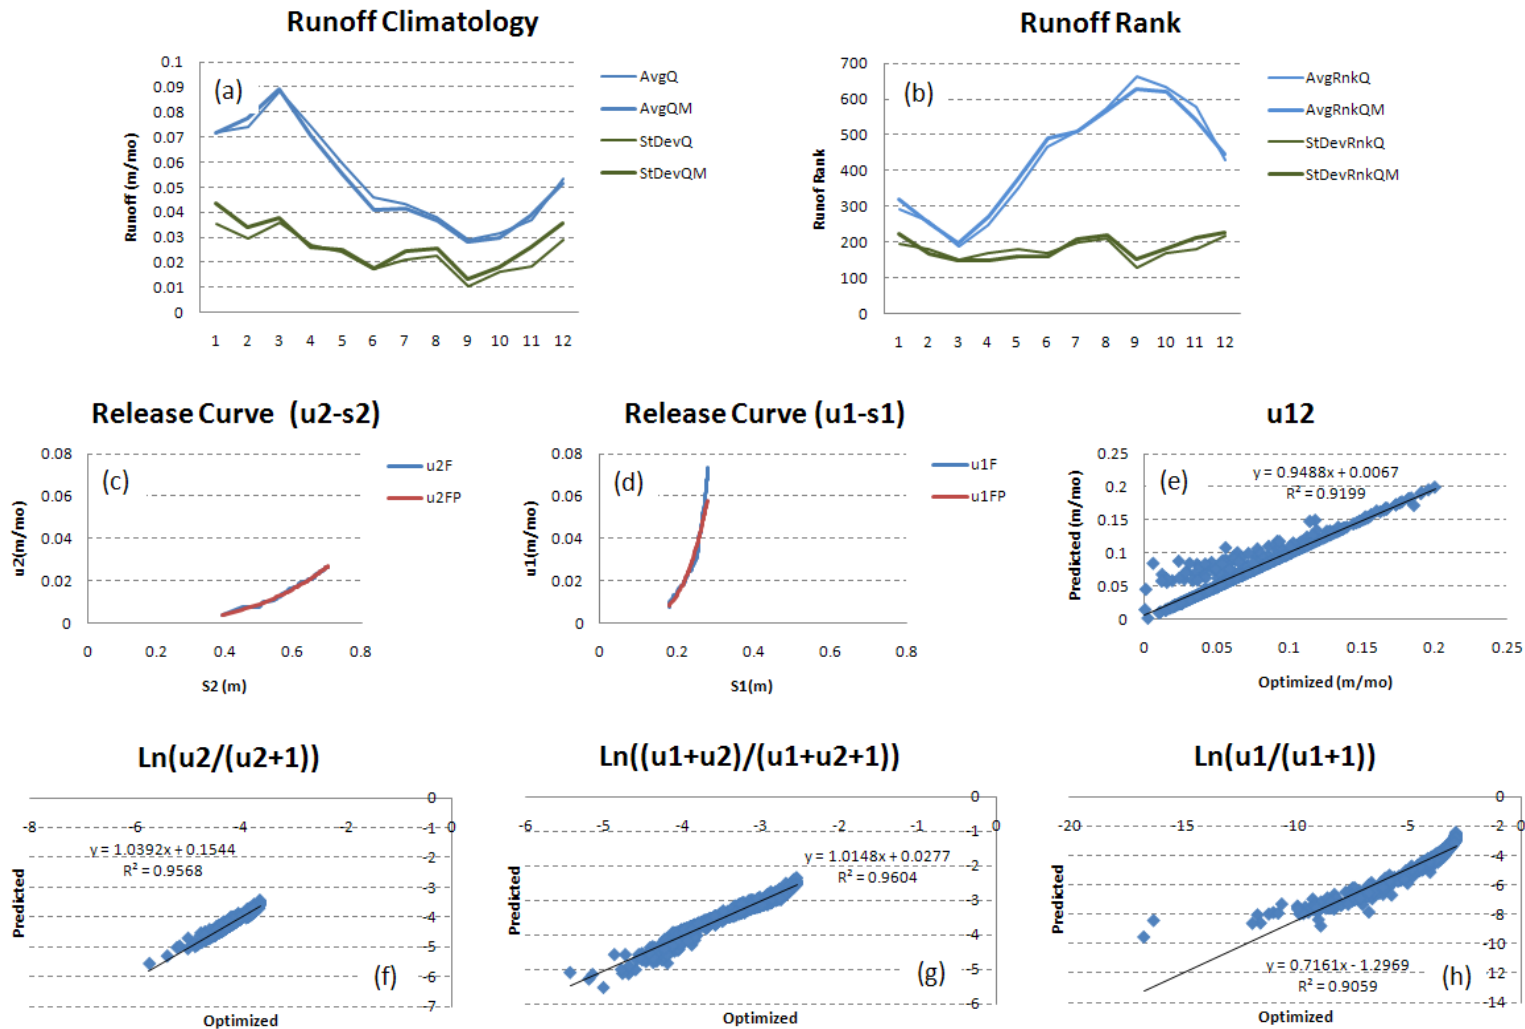 Runoff Climatology
Runoff Rank
(a)
Runoff (m/mo)
0.1
0.09
0.08
0.07
0.06
0.05
0.04
0.03
0.02
0.01
0
1 2 3 4 5 6 7 8 9 10 11 12
AvgQ
AvgQM
StDevQ
StDevQM
(b)
Runof Rank
700
600
500
400
300
200
100
0
1 2 3 4 5 6 7 8 9 10 11 12
AvgRnkQ
AvgRnkQM
StDevRnkQ
StDevRnkQM
Release Curve (u2-s2)
(c)
u2(m/mo)
0.08
0.06
0.04
0.02
0
0 0.2 0.4 0.6 0.8
S2 (m)
u2F
u2FP
Release Curve (u1-s1)
(d)
u1(m/mo)
0.08
0.06
0.04
0.02
0
0 0.2 0.4 0.6 0.8
S1(m)
u1F
u1FP
u12
(e)
Predicted (m/mo)
0.25
0.2
0.15
0.1
0.05
0
y = 0.9488x + 0.0067
R² = 0.9199
0 0.05 0.1 0.15 0.2 0.25
Optimized (m/mo)
Ln(u2/(u2+1))
-8 -6 -4 -2 0
0
-1
-2
-3
-4
-5
-6
-7
y = 1.0392x + 0.1544
R² = 0.9568
Predicted
(f)
Optimized
Ln((u1+u2)/(u1+u2+1))
-6 -5 -4 -3 -2 -1 0
0
-1
-2
-3
-4
-5
-6
y = 1.0148x + 0.0277
R² = 0.9604
Predicted
(g)
Optimized
Ln(u1/(u1+1))
-20 -15 -10 -5 0
0
-2
-4
-6
-8
-10
-12
-14
Predicted
y = 0.7161x - 1.2969
R² = 0.9059
(h)
Optimized